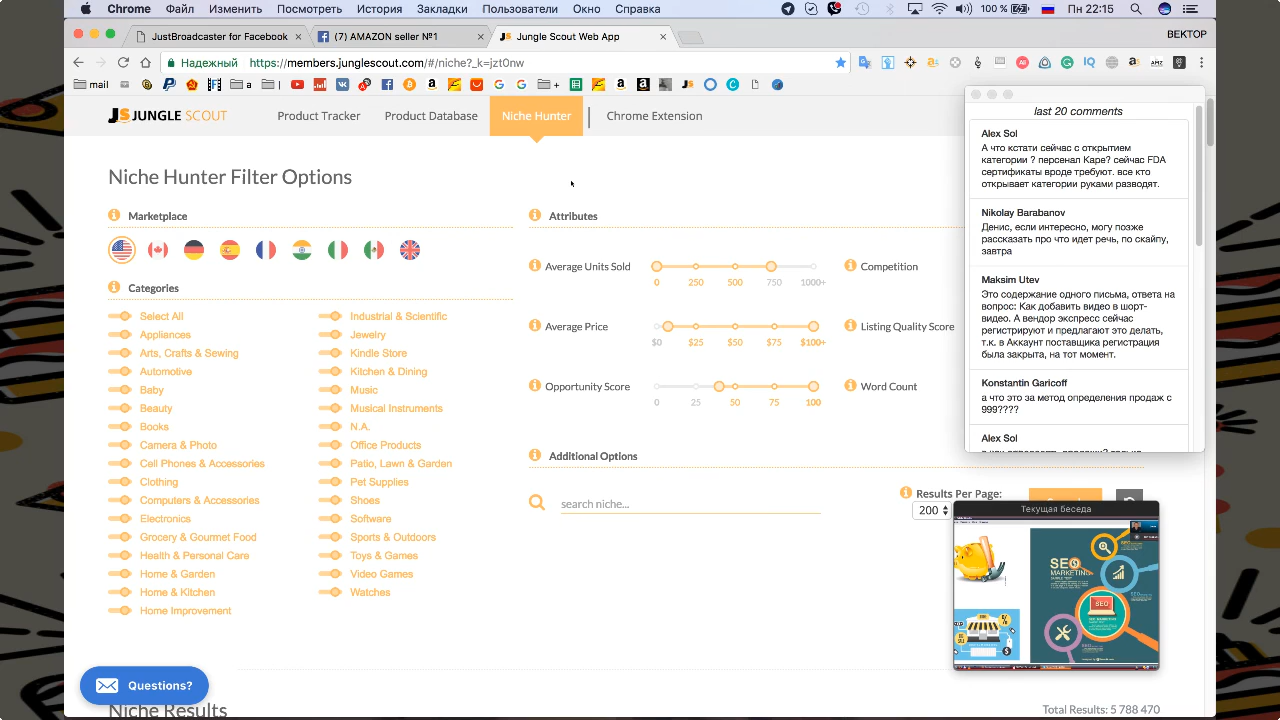 Chrome Файл Изменить Посмотреть История Закладки Пользователи Окно Справка 100 % Пн 22:15
JustBroadcaster for Facebook
(7) AMAZON seller №1
Jungle Scout Web App
ВЕКТОР
Надежный https://members.junglescout.com/#/niche?_k=jzt0nw
mail
a
JUNGLE SCOUT
Product Tracker
Product Database
Niche Hunter
Chrome Extension
Niche Hunter Filter Options
Marketplace
Categories
Select All
Appliances
Arts, Crafts & Sewing
Automotive
Baby
Beauty
Books
Camera & Photo
Cell Phones & Accessories
Clothing
Computers & Accessories
Electronics
Grocery & Gourmet Food
Health & Personal Care
Home & Garden
Home & Kitchen
Home Improvement
Industrial & Scientific
Jewelry
Kindle Store
Kitchen & Dining
Music
Musical Instruments
N.A.
Office Products
Patio, Lawn & Garden
Pet Supplies
Shoes
Software
Sports & Outdoors
Toys & Games
Video Games
Watches
Attributes
Average Units Sold
0 250 500 750 1000+
Competition
Average Price
$0 $25 $50 $75 $100+
Listing Quality Score
Opportunity Score
0 25 50 75 100
Word Count
Additional Options
search niche...
Results Per Page:
200
last 20 comments
Alex Sol
А что кстати сейчас с открытием
категории ? персенал Каре? сейчас FDA
сертификаты вроде требуют. все кто
открывает категории руками разводят.
Nikolay Barabanov
Денис, если интересно, могу позже
рассказать про что идет речь, по скайпу,
завтра
Maksim Utev
Это содержание одного письма, ответа на
вопрос: Как добавить видео в шорт-
видео. А вендор экспресс сейчас
регистрируют и предлагают это делать,
т.к. в Аккаунт поставщика регистрация
была закрыта, на тот момент.
Konstantin Garicoff
а что это за метод определения продаж с
999????
Alex Sol
Текущая беседа
SEO
MARKETING
SEO
Questions?
Niche Results
Total Results: 5 788 470